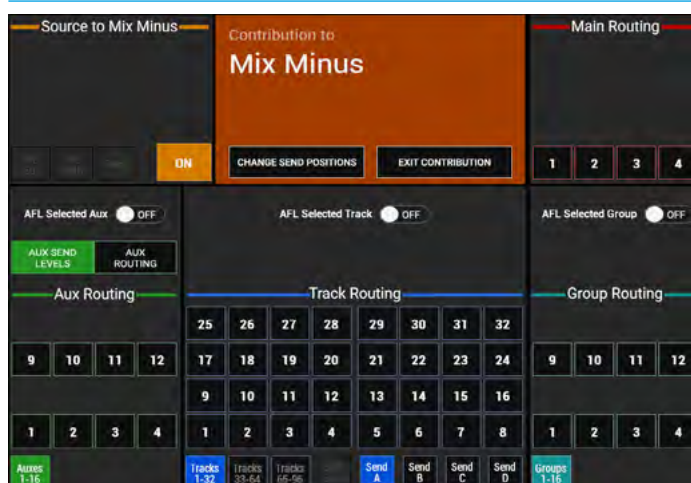 Source to Mix Minus
Contribution to
Mix Minus
Main Routing
ON
CHANGE SEND POSITIONS
EXIT CONTRIBUTION
1 2 3 4
AFL Selected Aux OFF
AFL Selected Track OFF
AFL Selected Group OFF
AUX SEND
LEVELS
AUX
ROUTING
Aux Routing
Track Routing
Group Routing
25 26 27 28 29 30 31 32
9 10 11 12
17 18 19 20 21 22 23 24
9 10 11 12
9 10 11 12 13 14 15 16
1 2 3 4
1 2 3 4 5 6 7 8
1 2 3 4
Auxes
1-16
Tracks
1-32
Tracks
33-64
Tracks
65-96
Send
A
Send
B
Send
C
Send
D
Groups
1-16